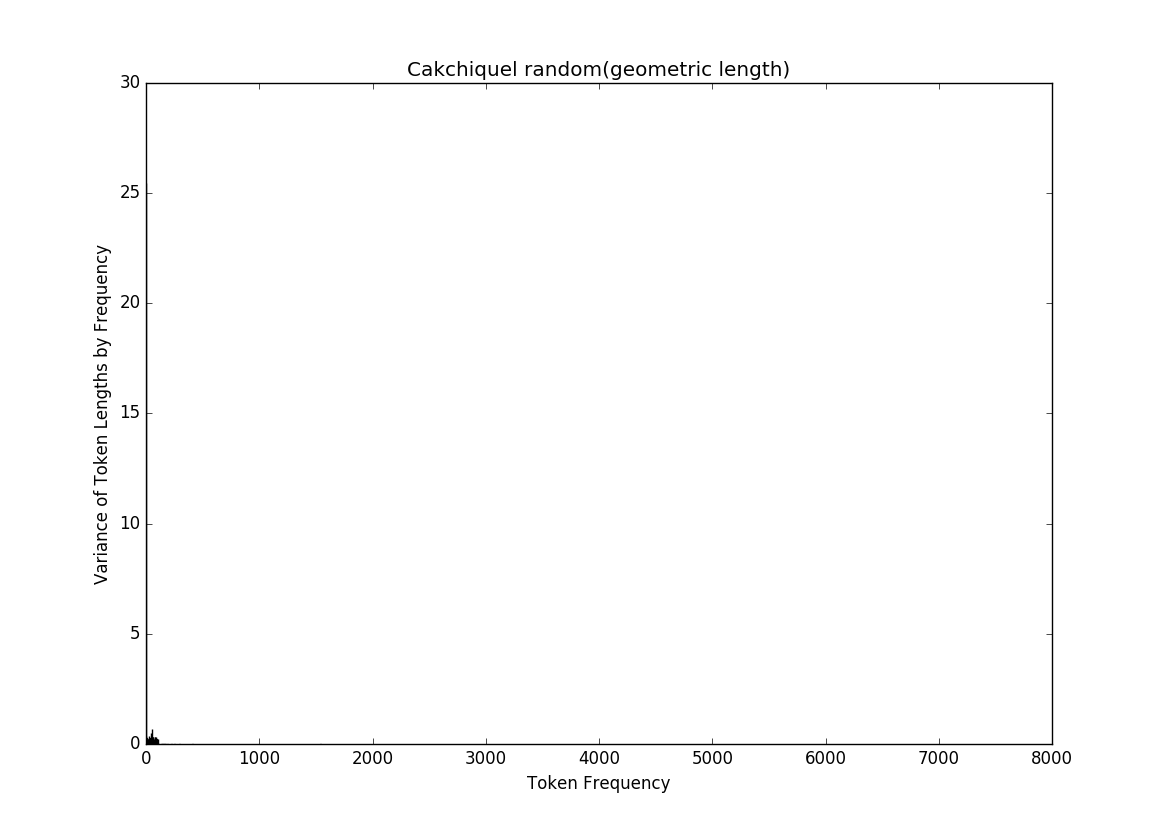 Cakchiquel random(geometric length)
30
25
20
15
10
5
0
Variance of Token Lengths by Frequency
0 1000 2000 3000 4000 5000 6000 7000 8000
Token Frequency